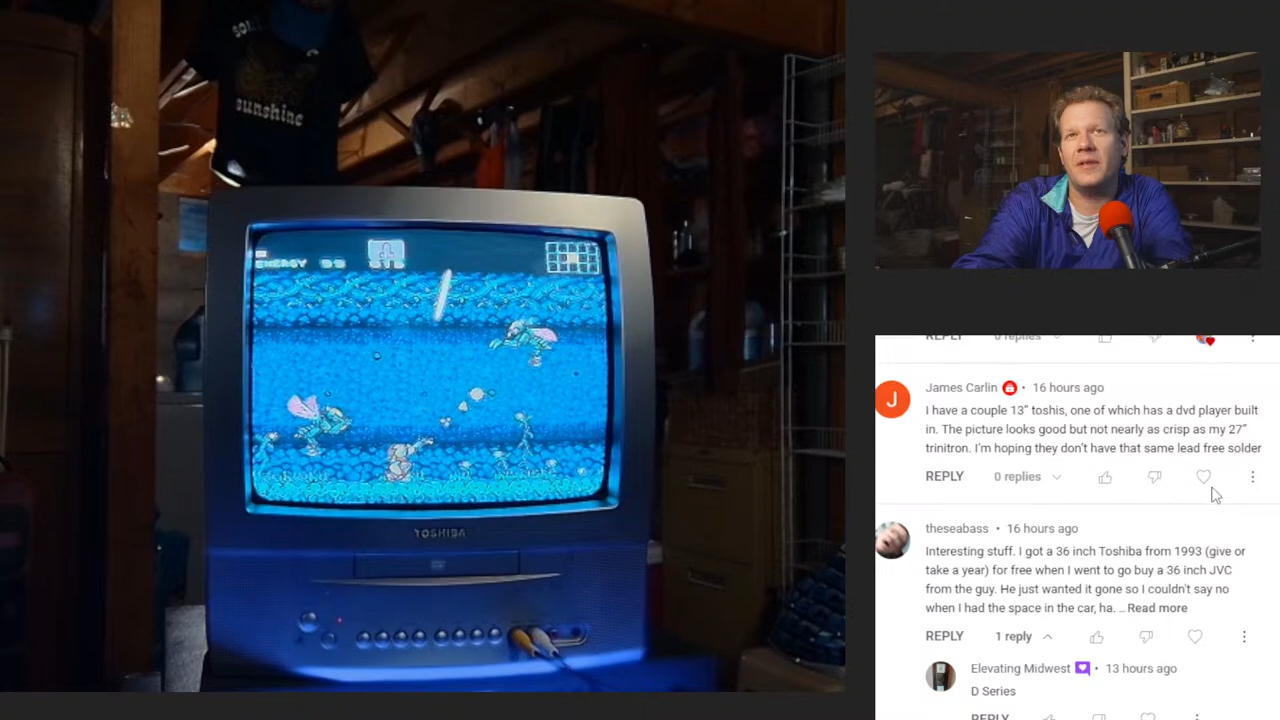 sunshine
ENERGY 99
TOSHIBA
REPLY 0 replies
James Carlin • 16 hours ago
J
I have a couple 13” toshis, one of which has a dvd player built
in. The picture looks good but not nearly as crisp as my 27”
trinitron. I’m hoping they don’t have that same lead free solder
REPLY 0 replies
theseabass • 16 hours ago
Interesting stuff. I got a 36 inch Toshiba from 1993 (give or
take a year) for free when I went to go buy a 36 inch JVC
from the guy. He just wanted it gone so I couldn't say no
when I had the space in the car, ha. ... Read more
REPLY 1 reply
Elevating Midwest • 13 hours ago
D Series
REPLY